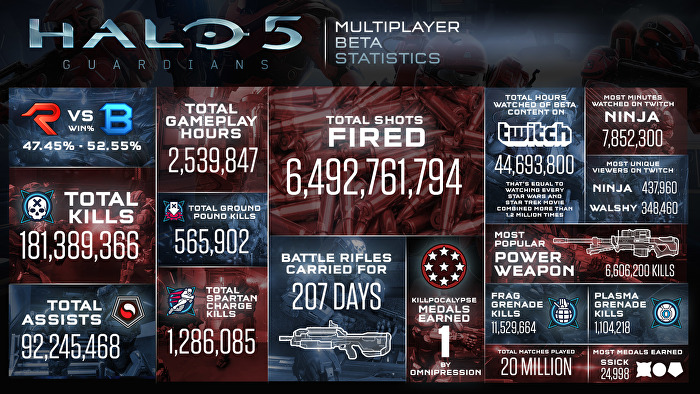 HALO 5
GUARDIANS
MULTIPLAYER
BETA
STATISTICS
R VS B
WIN%
47.45% - 52.55%
TOTAL
GAMEPLAY
HOURS
2,539,847
TOTAL SHOTS
FIRED
6,492,761,794
TOTAL HOURS
WATCHED OF BETA
CONTENT ON
twitch
44,693,800
THAT'S EQUAL TO
WATCHING EVERY
STAR WARS AND
STAR TREK MOVIE
COMBINED MORE THAN
1.2 MILLION TIMES
MOST MINUTES
WATCHED ON TWITCH
NINJA
7,852,300
MOST UNIQUE
VIEWERS ON TWITCH
NINJA 437,960
WALSHY 348,460
TOTAL
KILLS
181,389,366
TOTAL GROUND
POUND KILLS
565,902
TOTAL
SPARTAN
CHARGE
KILLS
1,286,085
TOTAL
ASSISTS
92,245,468
BATTLE RIFLES
CARRIED FOR
207 DAYS
KILLPOCALYPSE
MEDALS
EARNED
1
BY
OMNIPRESSION
MOST
POPULAR
POWER
WEAPON
6,606,200 KILLS
FRAG
GRENADE
KILLS
11,529,664
PLASMA
GRENADE
KILLS
1,104,218
TOTAL MATCHES PLAYED
20 MILLION
MOST MEDALS EARNED
SSICK
24,998